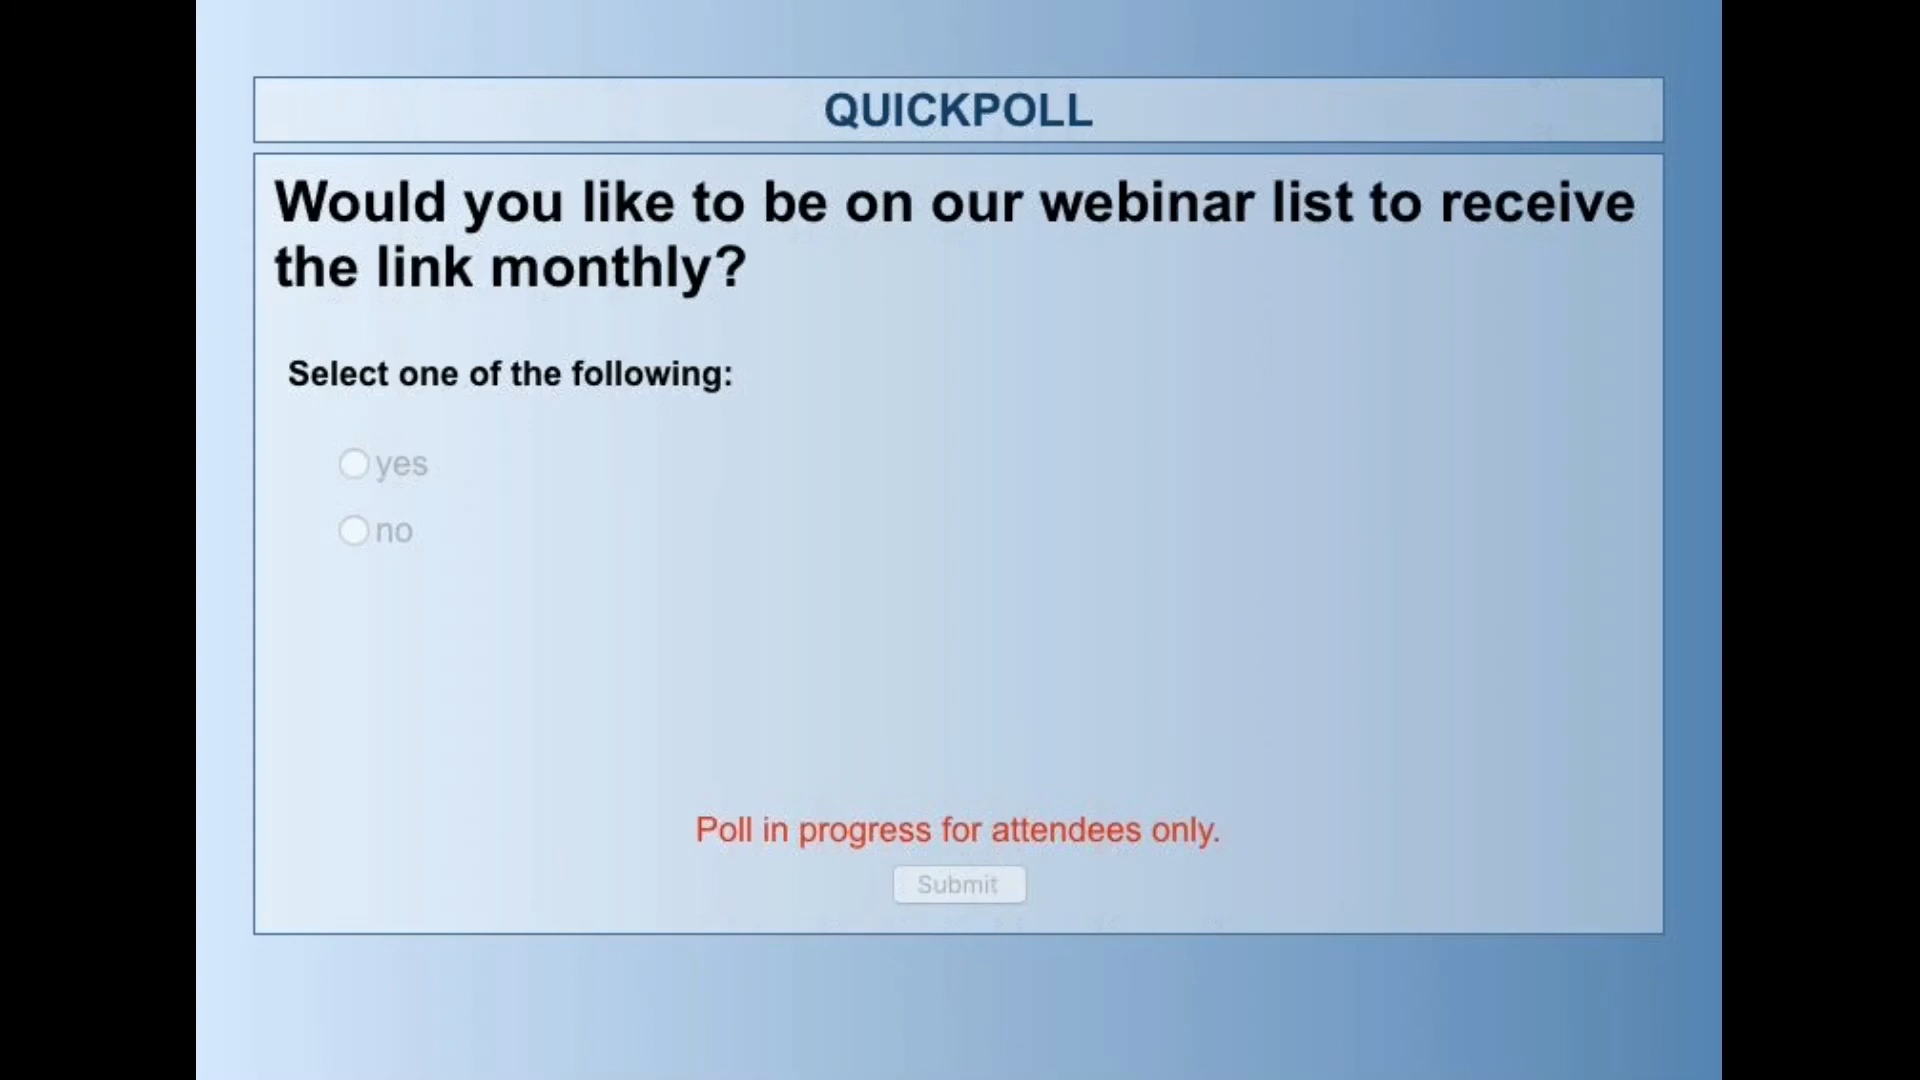 QUICKPOLL
Would you like to be on our webinar list to receive
the link monthly?
Select one of the following:
yes
no
Poll in progress for attendees only.
Submit